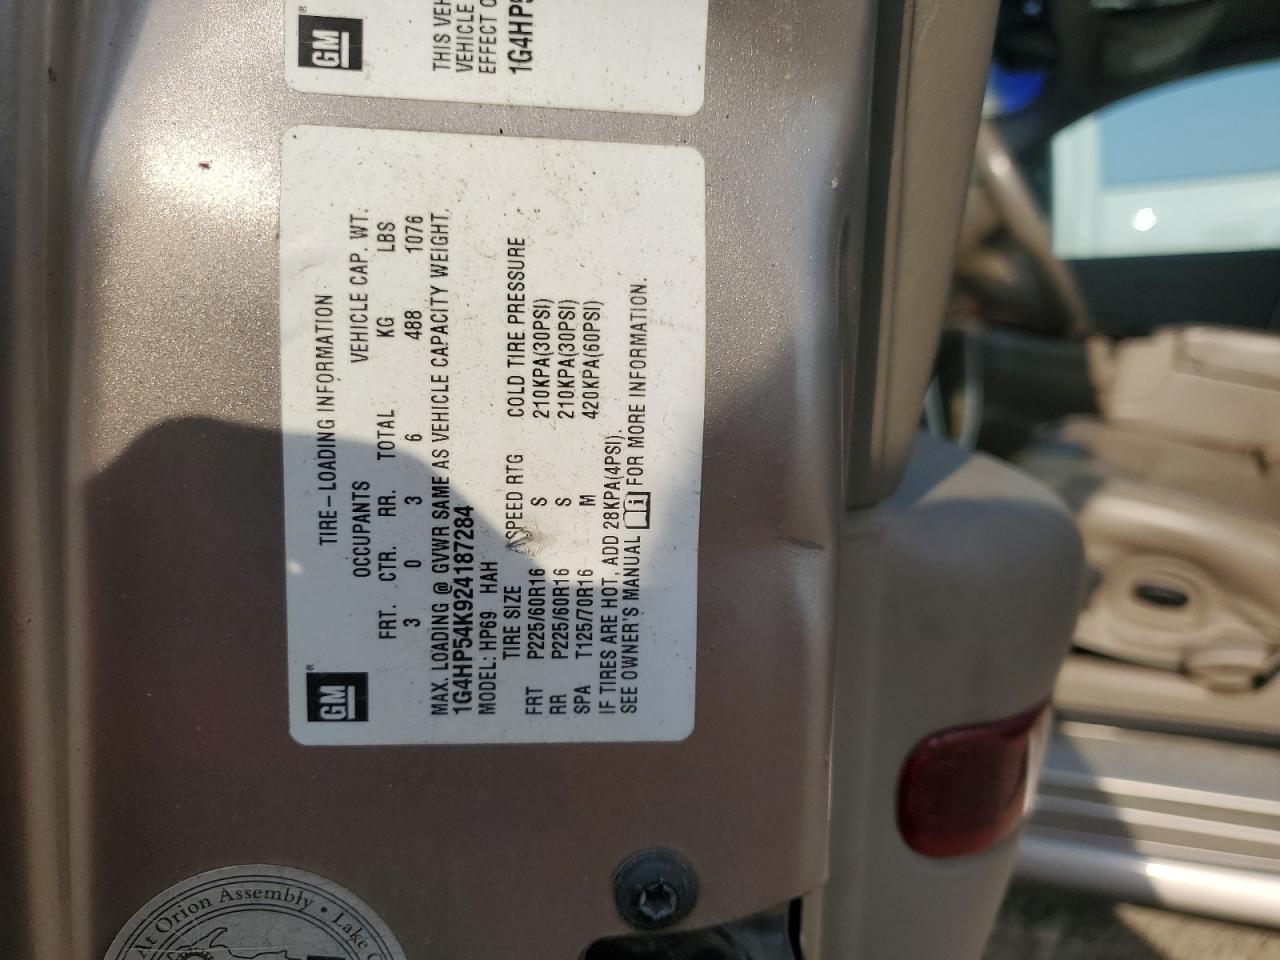 GM
THIS VEH
VEHICLE
EFFECT O
1G4HP5
GM
TIRE-LOADING INFORMATION
OCCUPANTS VEHICLE CAP. WT.
FRT. CTR. RR. TOTAL KG LBS
3 0 3 6 488 1076
MAX. LOADING @ GVWR SAME AS VEHICLE CAPACITY WEIGHT.
1G4HP54K924187284
MODEL: HP69 HAH
TIRE SIZE SPEED RTG COLD TIRE PRESSURE
FRT P225/60R16 S 210KPA(30PSI)
RR P225/60R16 S 210KPA(30PSI)
SPA T125/70R16 M 420KPA(60PSI)
IF TIRES ARE HOT, ADD 28KPA(4PSI).
SEE OWNER'S MANUAL FOR MORE INFORMATION.
At Orion Assembly • Lake